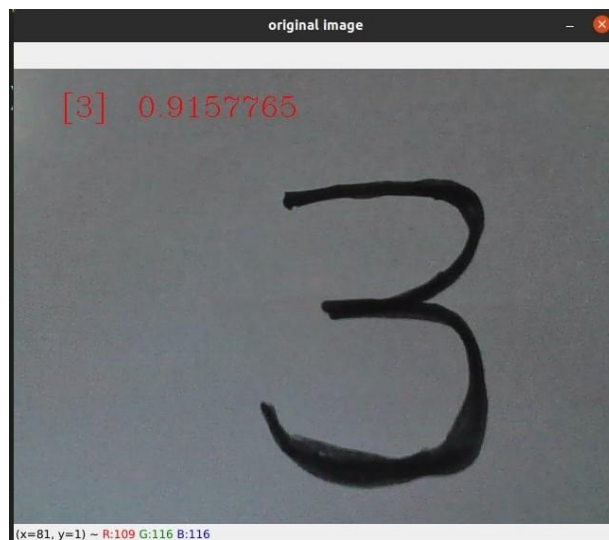 original image
[3] 0.9157765
3
(x=81, y=1) ~ R:109 G:116 B:116